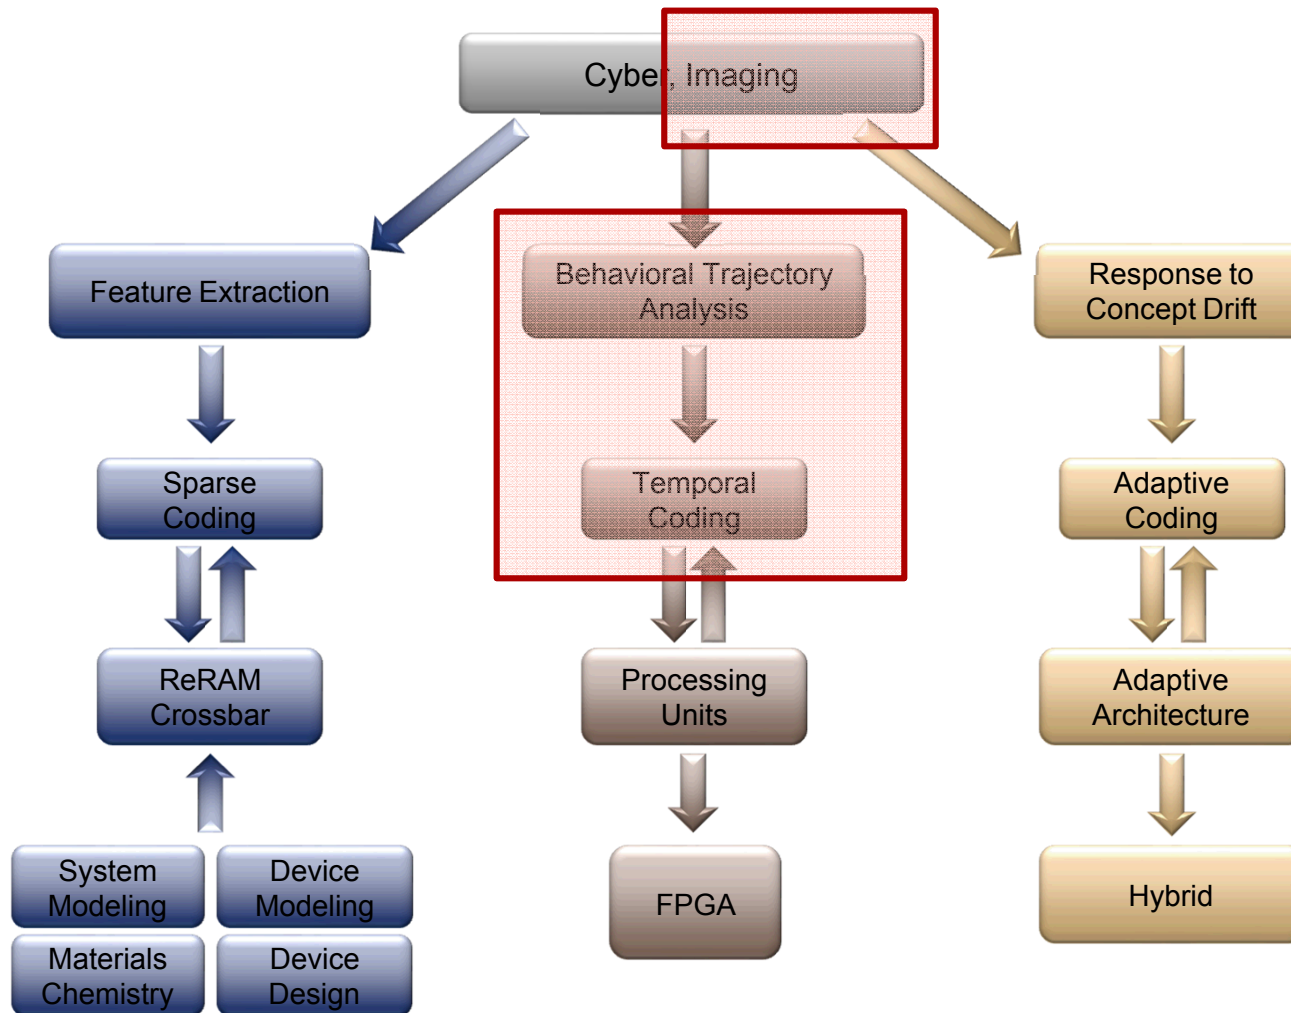 Cyber, Imaging
Feature Extraction
Behavioral Trajectory
Analysis
Response to
Concept Drift
Sparse
Coding
Temporal
Coding
Adaptive
Coding
ReRAM
Crossbar
Processing
Units
Adaptive
Architecture
System
Modeling
Device
Modeling
FPGA
Hybrid
Materials
Chemistry
Device
Design